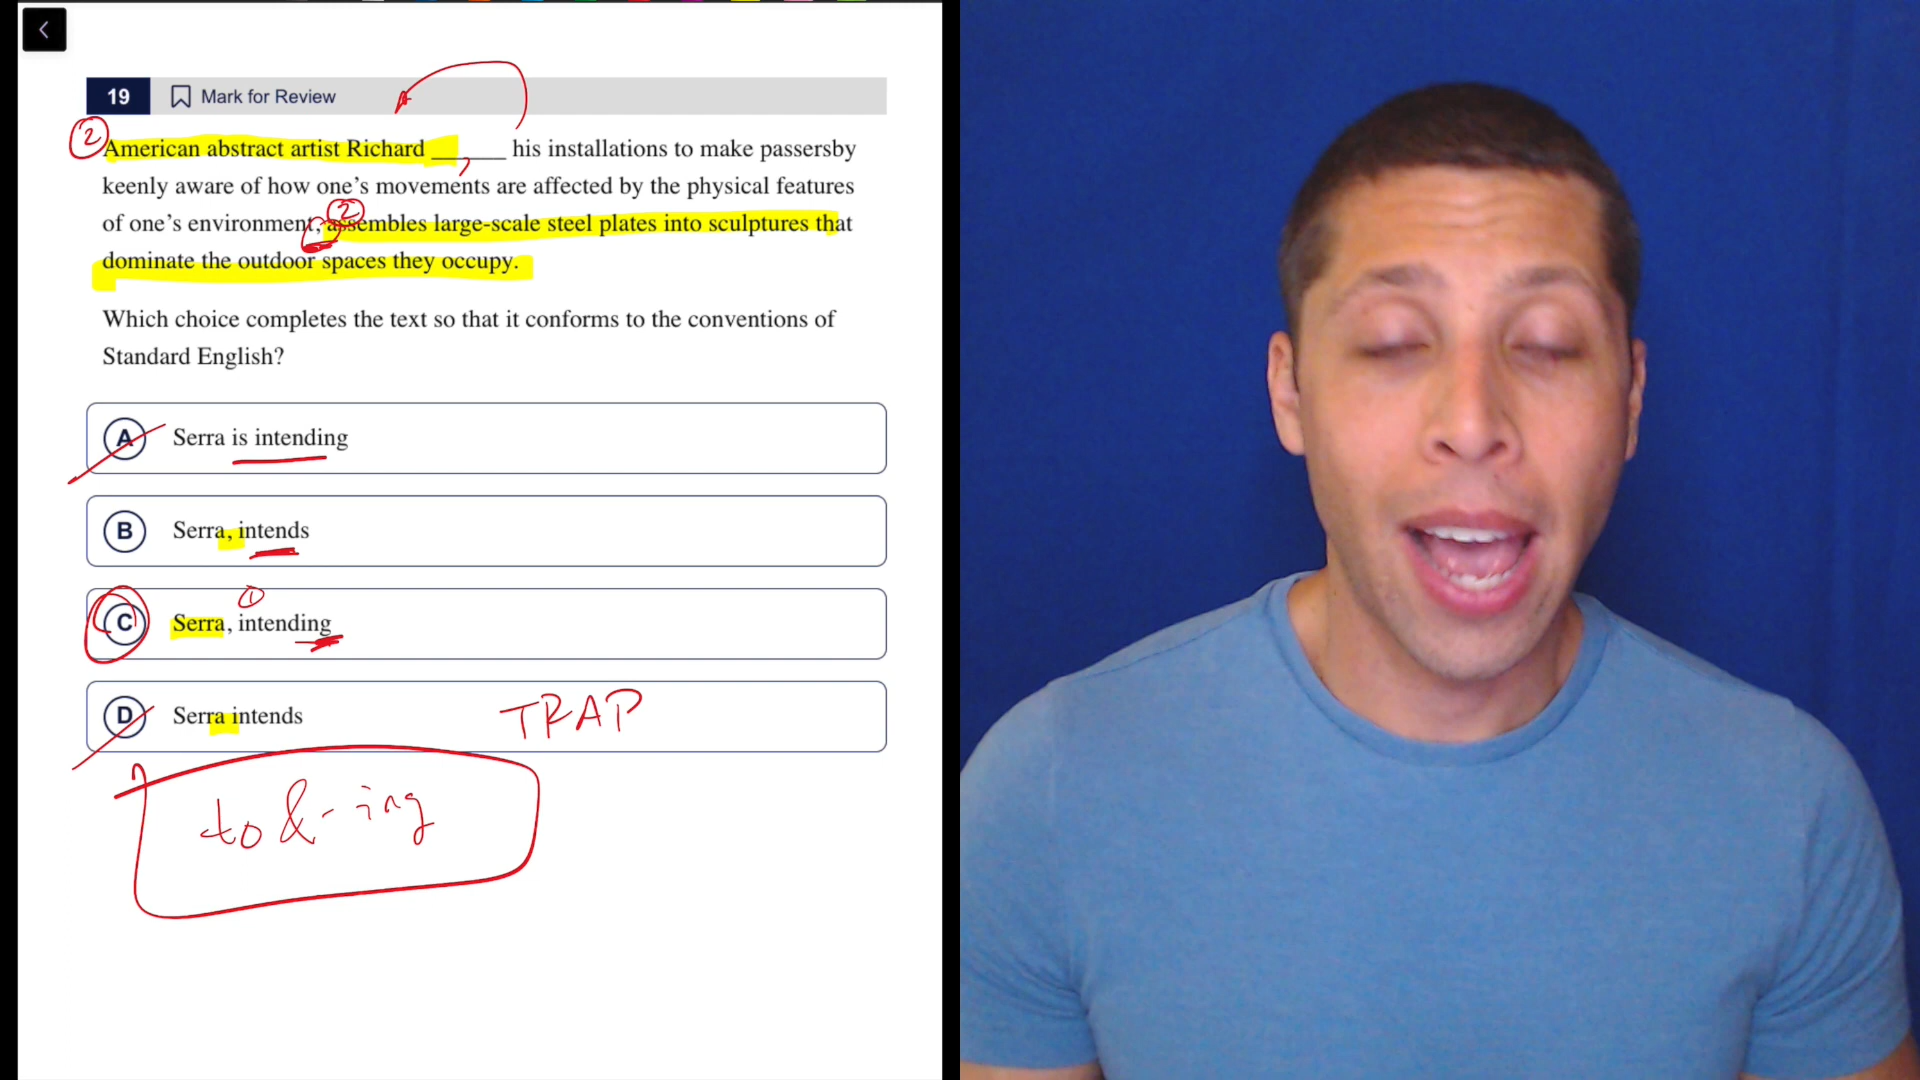 19 Mark for Review
2
American abstract artist Richard ______ his installations to make passersby
,
keenly aware of how one's movements are affected by the physical features
2
of one's environment, assembles large-scale steel plates into sculptures that
dominate the outdoor spaces they occupy.
Which choice completes the text so that it conforms to the conventions of
Standard English?
A Serra is intending
B Serra, intends
1
C Serra, intending
D Serra intends
TRAP
to & -ing